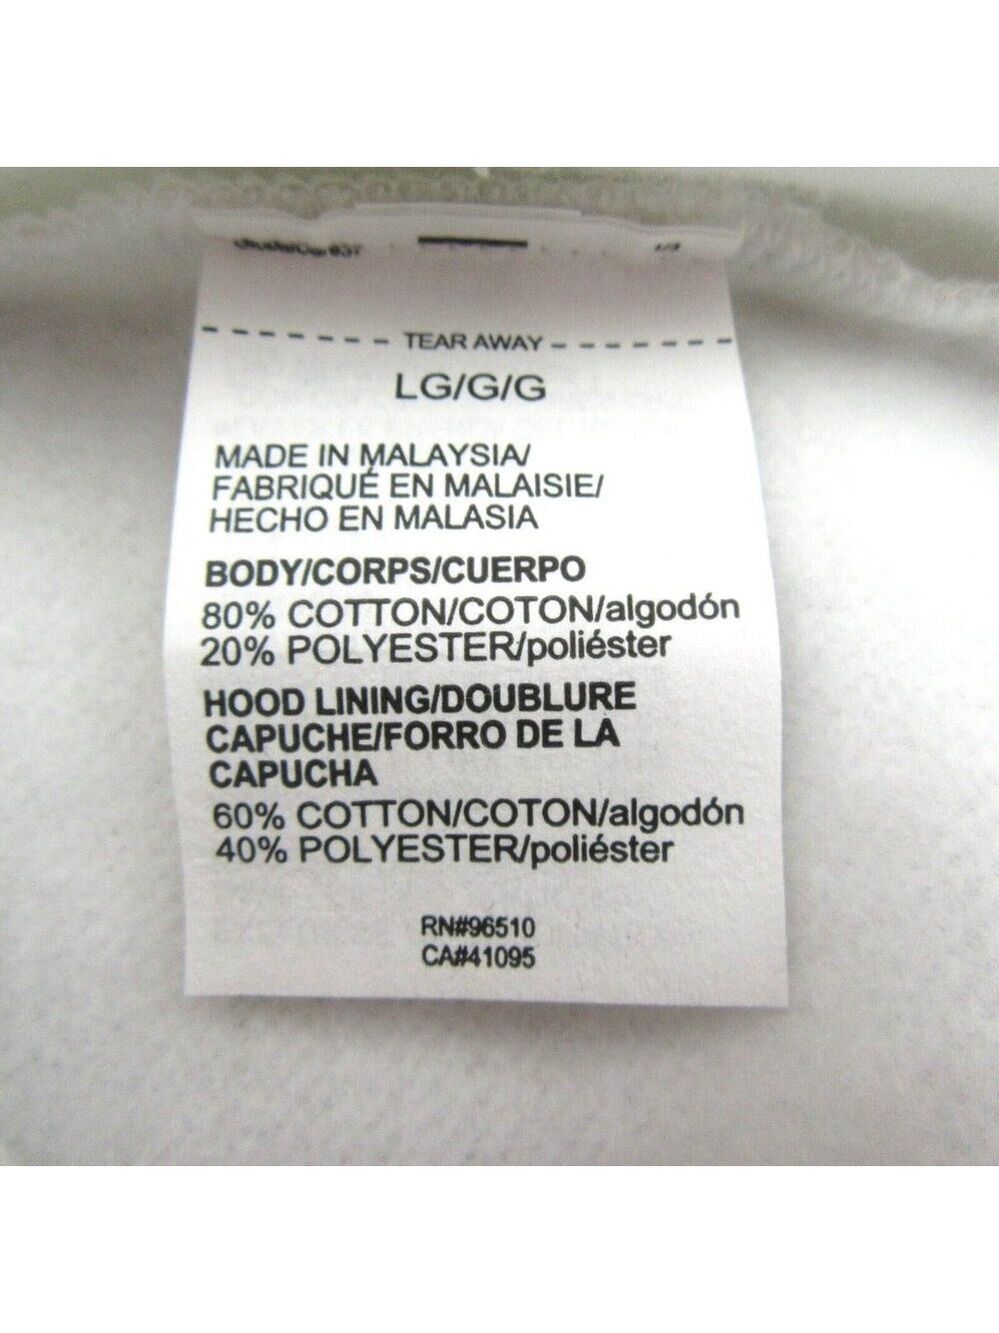 TEAR AWAY
LG/G/G
MADE IN MALAYSIA/
FABRIQUÉ EN MALAISIE/
HECHO EN MALASIA
BODY/CORPS/CUERPO
80% COTTON/COTON/algodón
20% POLYESTER/poliéster
HOOD LINING/DOUBLURE
CAPUCHE/FORRO DE LA
CAPUCHA
60% COTTON/COTON/algodón
40% POLYESTER/poliéster
RN#96510
CA#41095